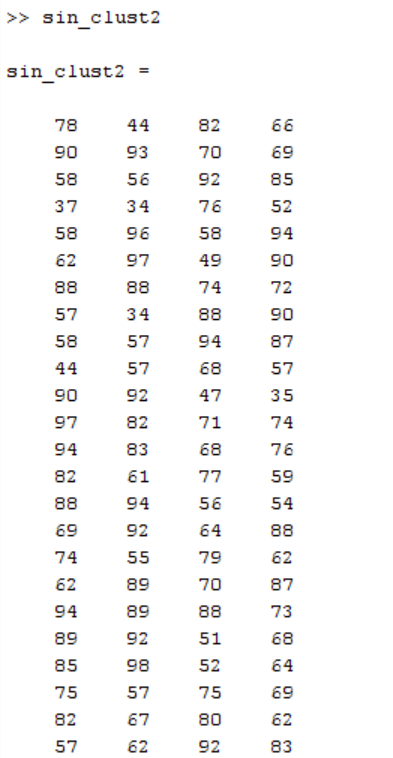 >> sin_clust2
sin_clust2 =
78 44 82 66
90 93 70 69
58 56 92 85
37 34 76 52
58 96 58 94
62 97 49 90
88 88 74 72
57 34 88 90
58 57 94 87
44 57 68 57
90 92 47 35
97 82 71 74
94 83 68 76
82 61 77 59
88 94 56 54
69 92 64 88
74 55 79 62
62 89 70 87
94 89 88 73
89 92 51 68
85 98 52 64
75 57 75 69
82 67 80 62
57 62 92 83